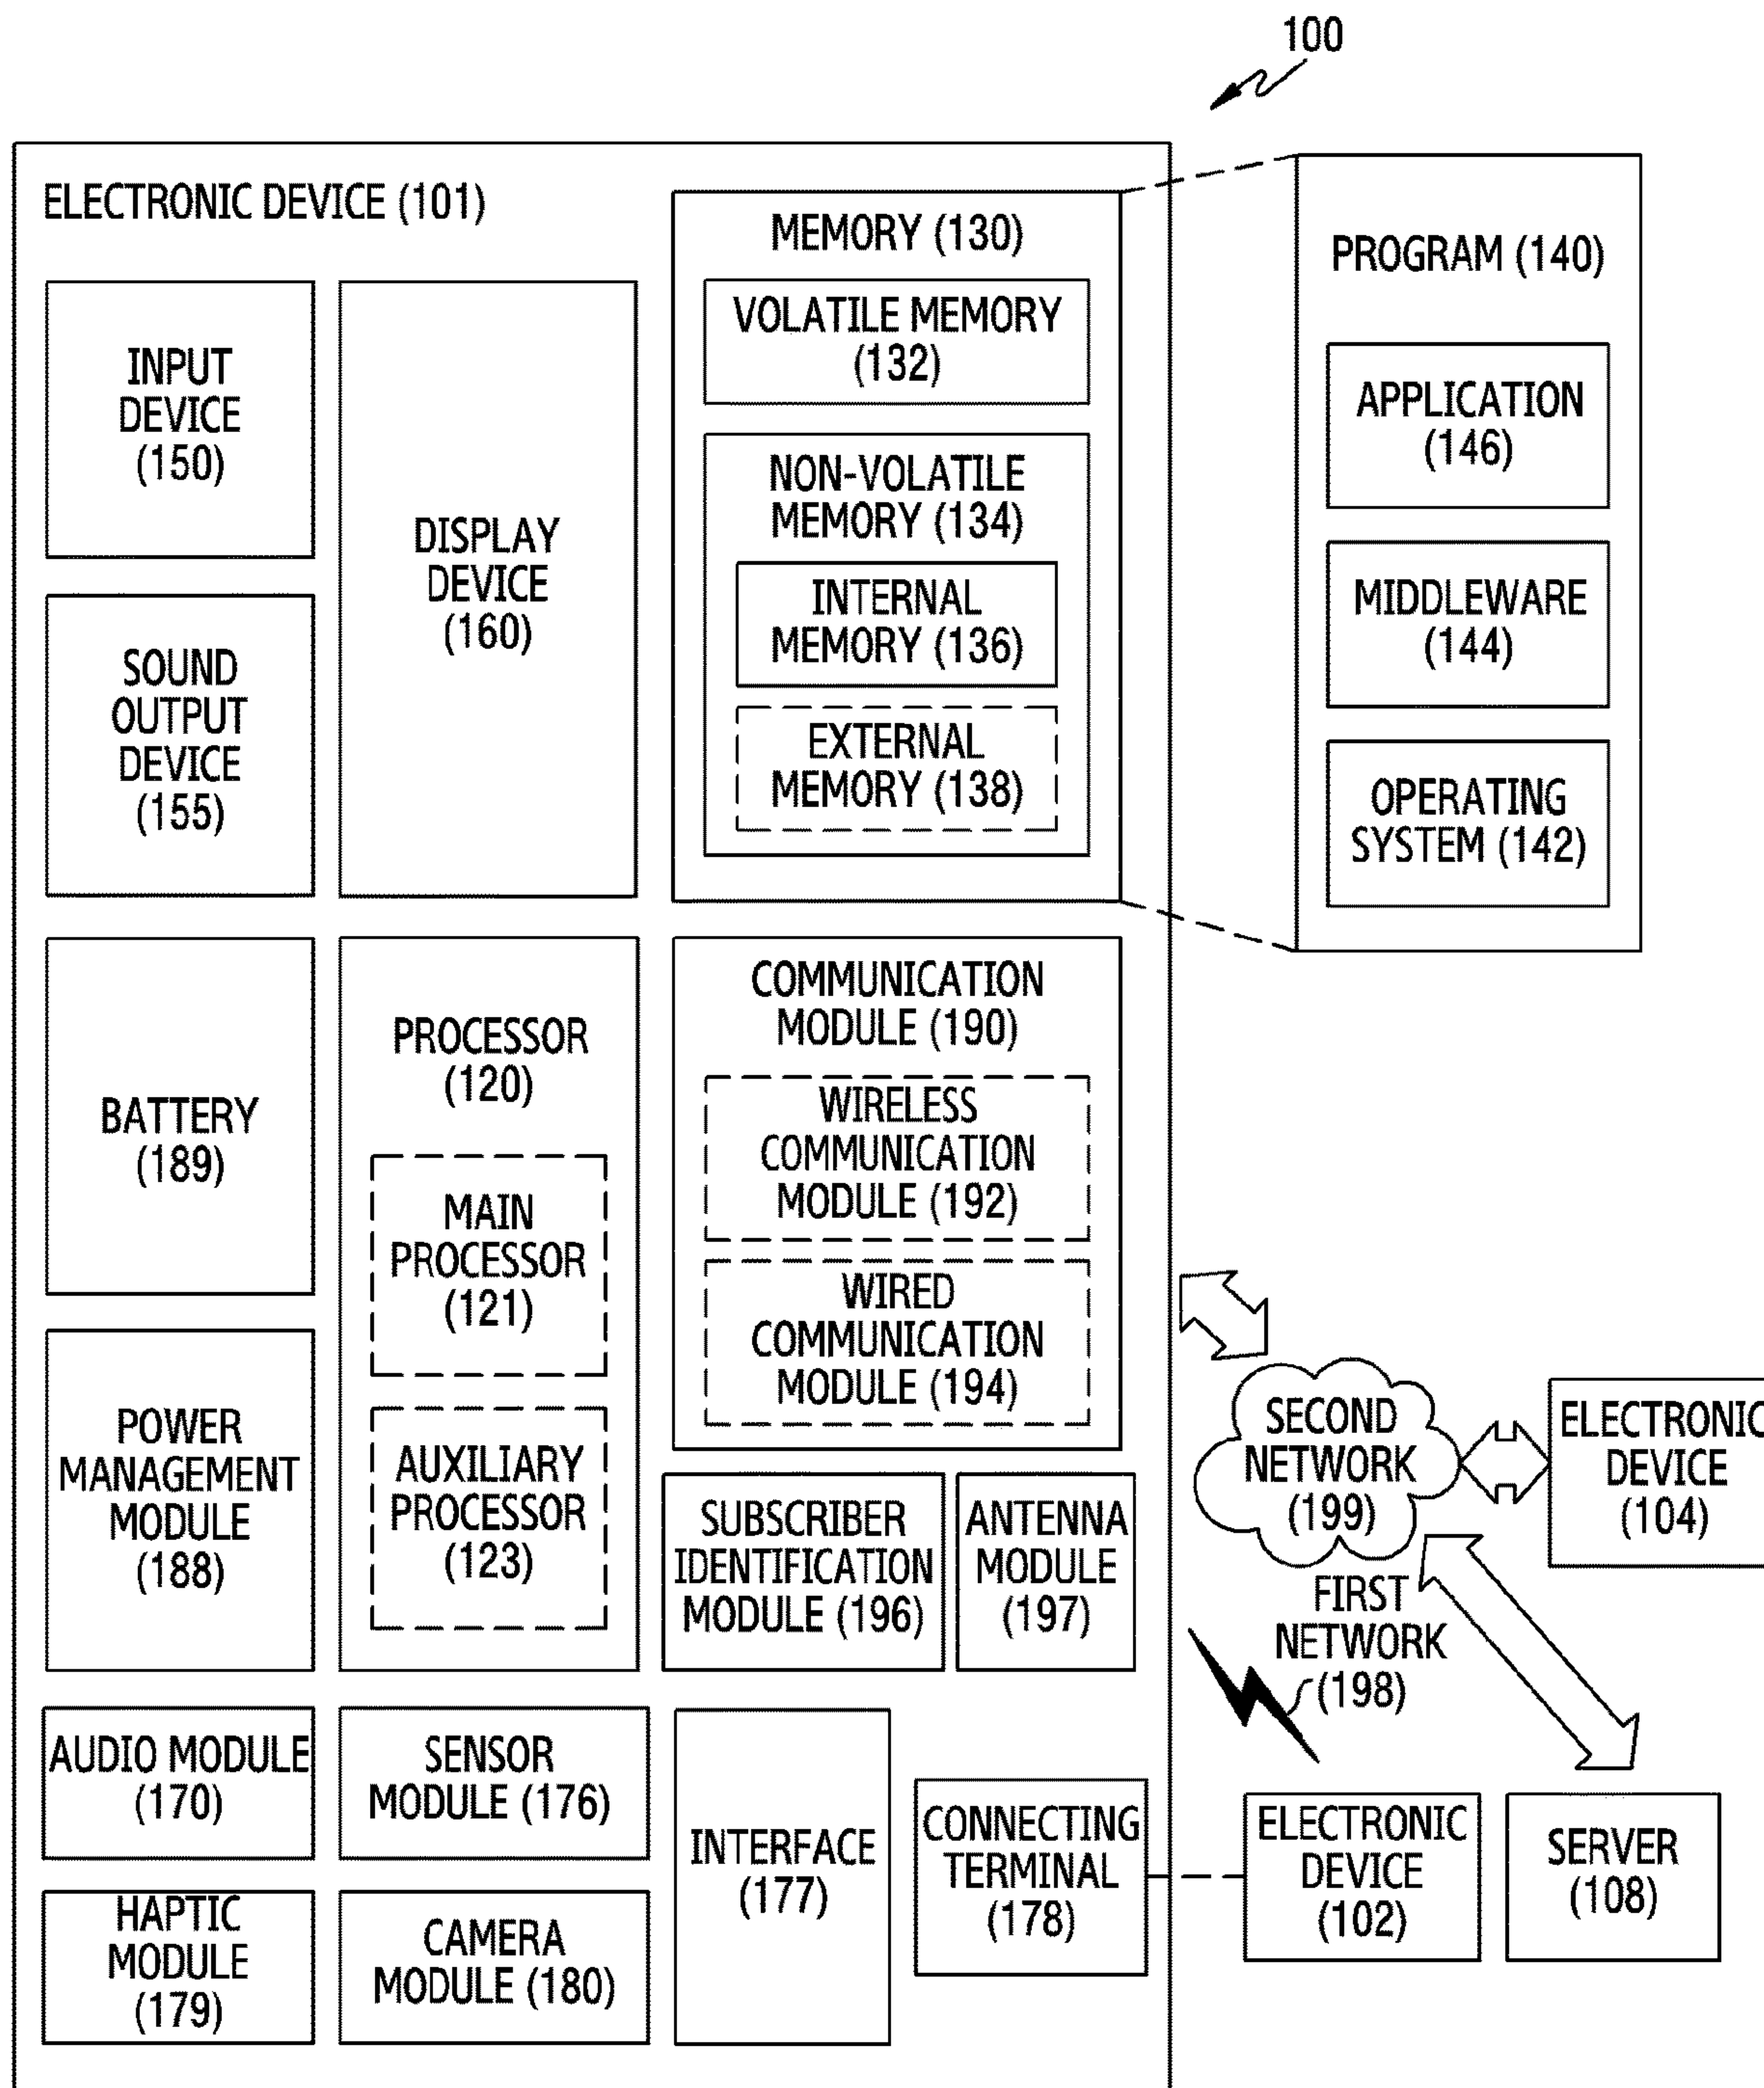 100
ELECTRONIC DEVICE (101)
INPUT
DEVICE
(150)
SOUND
OUTPUT
DEVICE
(155)
DISPLAY
DEVICE
(160)
MEMORY (130)
VOLATILE MEMORY
(132)
NON-VOLATILE
MEMORY (134)
INTERNAL
MEMORY (136)
EXTERNAL
MEMORY (138)
PROGRAM (140)
APPLICATION
(146)
MIDDLEWARE
(144)
OPERATING
SYSTEM (142)
BATTERY
(189)
POWER
MANAGEMENT
MODULE
(188)
PROCESSOR
(120)
MAIN
PROCESSOR
(121)
AUXILIARY
PROCESSOR
(123)
COMMUNICATION
MODULE (190)
WIRELESS
COMMUNICATION
MODULE (192)
WIRED
COMMUNICATION
MODULE (194)
SUBSCRIBER
IDENTIFICATION
MODULE (196)
ANTENNA
MODULE
(197)
SECOND
NETWORK
(199)
ELECTRONIC
DEVICE
(104)
FIRST
NETWORK
(198)
AUDIO MODULE
(170)
SENSOR
MODULE (176)
INTERFACE
(177)
CONNECTING
TERMINAL
(178)
ELECTRONIC
DEVICE
(102)
SERVER
(108)
HAPTIC
MODULE
(179)
CAMERA
MODULE (180)